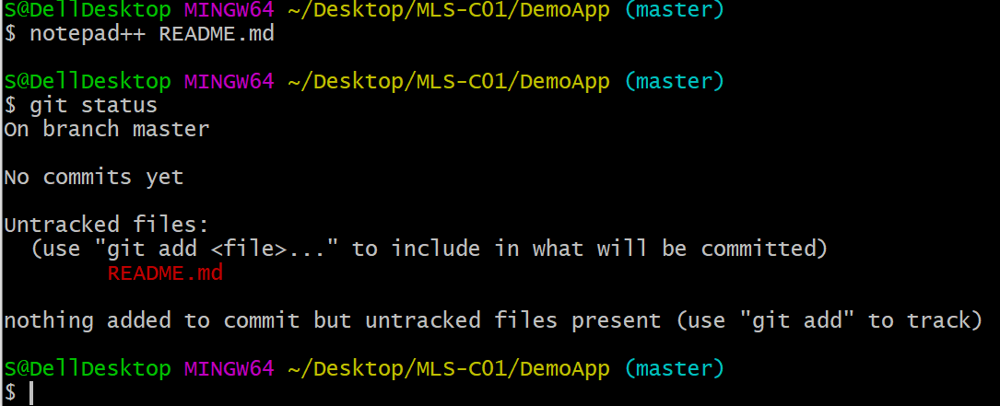 S@DellDesktop MINGW64 ~/Desktop/MLS-C01/DemoApp (master)
$ notepad++ README.md
S@DellDesktop MINGW64 ~/Desktop/MLS-C01/DemoApp (master)
$ git status
On branch master
No commits yet
Untracked files:
  (use "git add <file>..." to include in what will be committed)
        README.md
nothing added to commit but untracked files present (use "git add" to track)
S@DellDesktop MINGW64 ~/Desktop/MLS-C01/DemoApp (master)
$